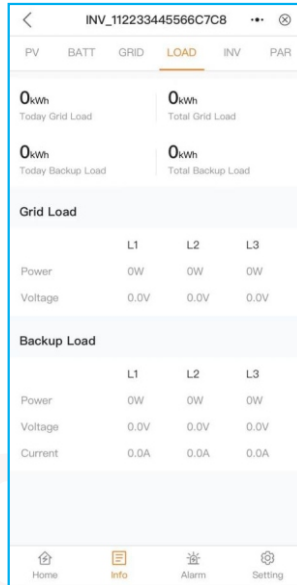 INV_112233445566C7C8
PV BATT GRID LOAD INV PAR
0kWh 0kWh
Today Grid Load Total Grid Load
0kWh 0kWh
Today Backup Load Total Backup Load
Grid Load
L1 L2 L3
Power 0W 0W 0W
Voltage 0.0V 0.0V 0.0V
Backup Load
L1 L2 L3
Power 0W 0W 0W
Voltage 0.0V 0.0V 0.0V
Current 0.0A 0.0A 0.0A
Home Info Alarm Setting